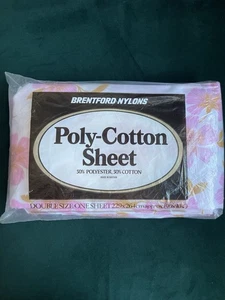 BRENTFORD NYLONS
Poly-Cotton
Sheet
50% POLYESTER, 50% COTTON
DOUBLE SIZE/ONE SHEET